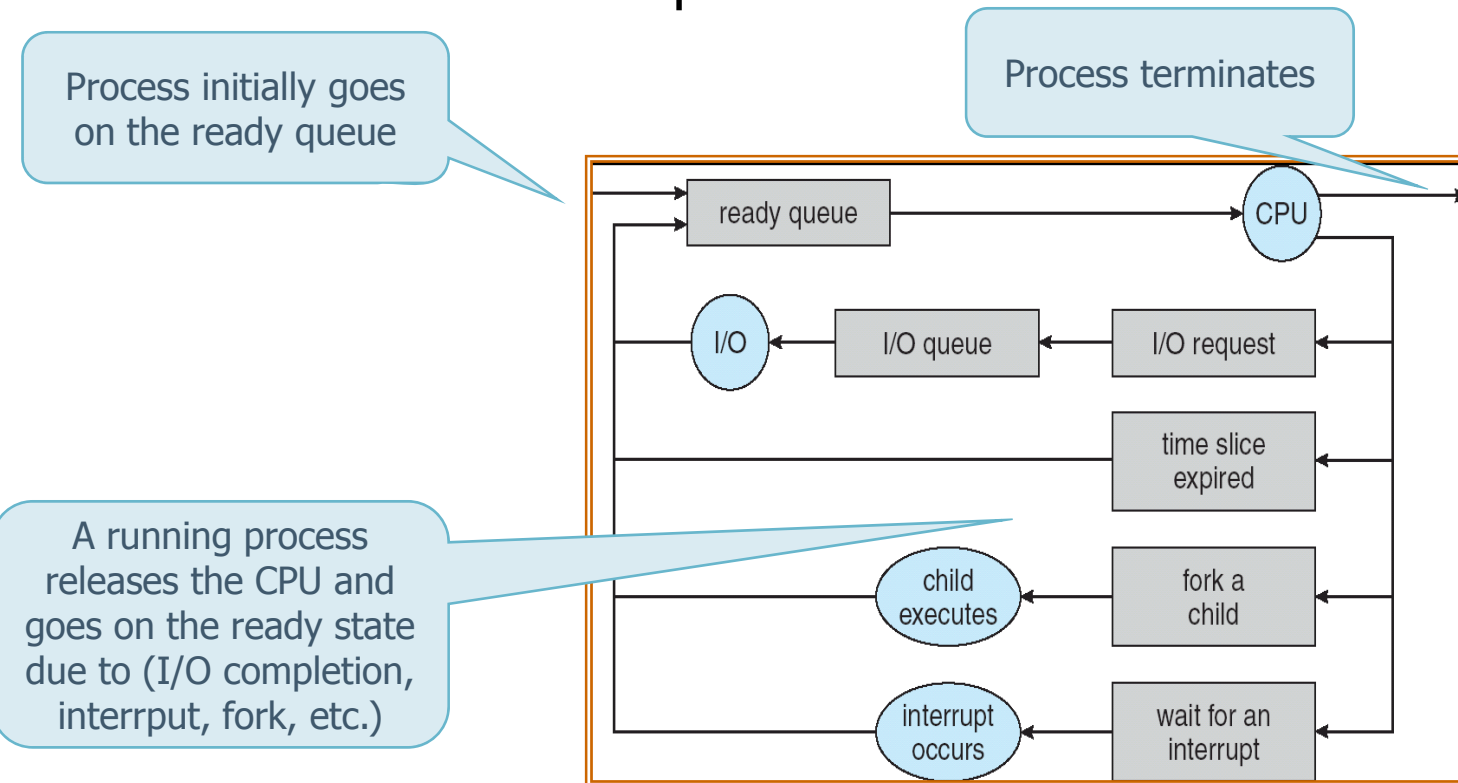 Process initially goes
on the ready queue
Process terminates
ready queue
CPU
I/O
I/O queue
I/O request
time slice
expired
A running process
releases the CPU and
goes on the ready state
due to (I/O completion,
interrput, fork, etc.)
child
executes
fork a
child
interrupt
occurs
wait for an
interrupt